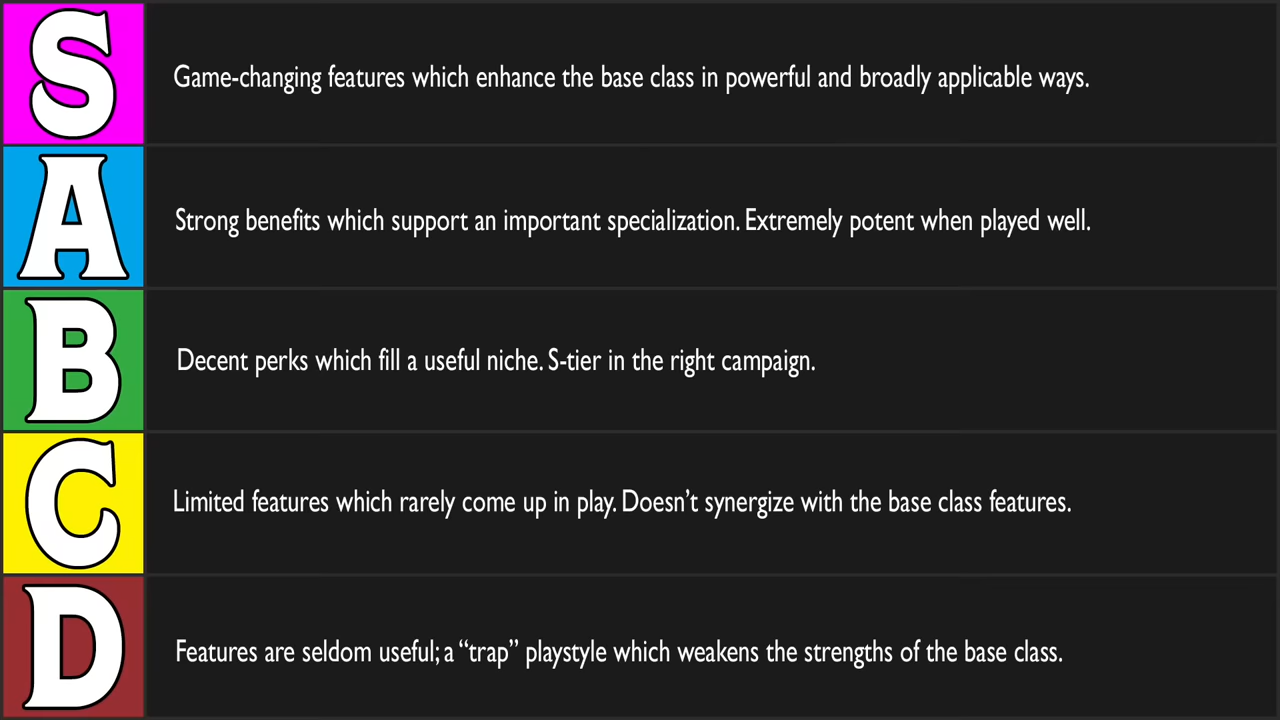 S
Game-changing features which enhance the base class in powerful and broadly applicable ways.
A
Strong benefits which support an important specialization. Extremely potent when played well.
B
Decent perks which fill a useful niche. S-tier in the right campaign.
C
Limited features which rarely come up in play. Doesn’t synergize with the base class features.
D
Features are seldom useful; a “trap” playstyle which weakens the strengths of the base class.